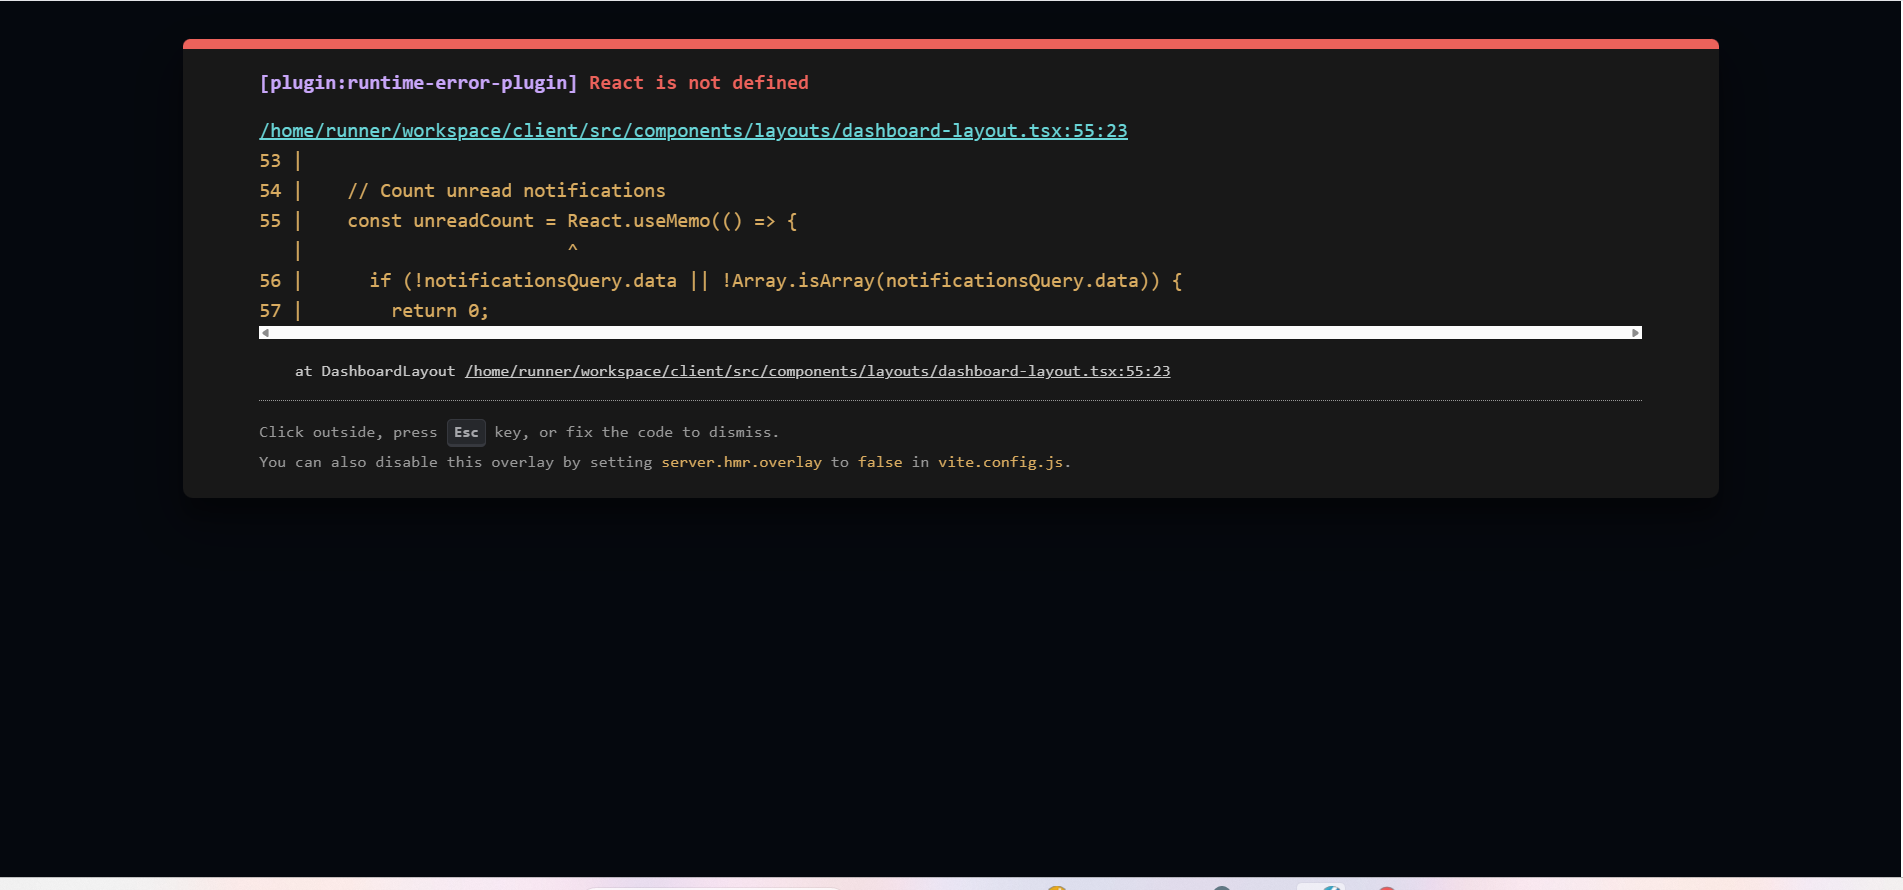 [plugin:runtime-error-plugin] React is not defined
/home/runner/workspace/client/src/components/layouts/dashboard-layout.tsx:55:23
53 |
54 |    // Count unread notifications
55 |    const unreadCount = React.useMemo(() => {
   |                        ^
56 |      if (!notificationsQuery.data || !Array.isArray(notificationsQuery.data)) {
57 |        return 0;
at DashboardLayout /home/runner/workspace/client/src/components/layouts/dashboard-layout.tsx:55:23
Click outside, press Esc key, or fix the code to dismiss.
You can also disable this overlay by setting server.hmr.overlay to false in vite.config.js.